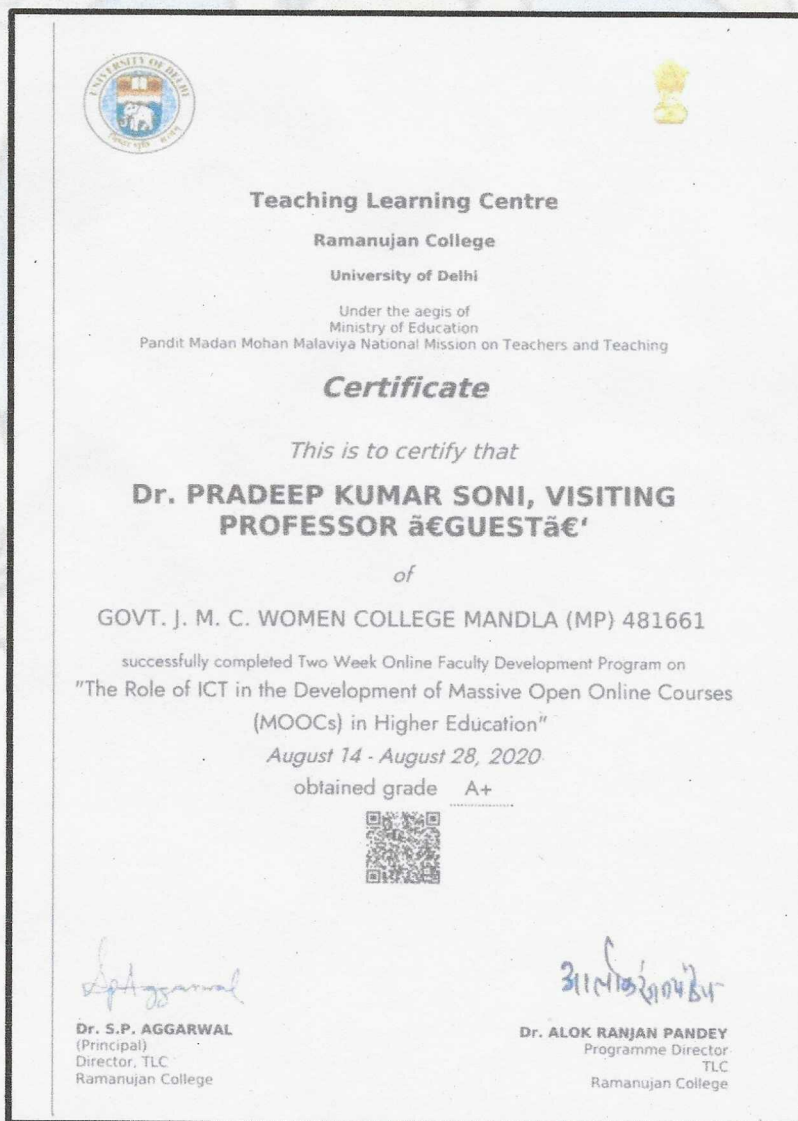 UNIVERSITY OF DELHI
Teaching Learning Centre
Ramanujan College
University of Delhi
Under the aegis of
Ministry of Education
Pandit Madan Mohan Malaviya National Mission on Teachers and Teaching
Certificate
This is to certify that
Dr. PRADEEP KUMAR SONI, VISITING
PROFESSOR ã€GUESTã€‘
of
GOVT. J. M. C. WOMEN COLLEGE MANDLA (MP) 481661
successfully completed Two Week Online Faculty Development Program on
"The Role of ICT in the Development of Massive Open Online Courses
(MOOCs) in Higher Education"
August 14 - August 28, 2020
obtained grade A+
SpAggarwal
आलोक रंजन पांडेय
Dr. S.P. AGGARWAL
(Principal)
Director, TLC
Ramanujan College
Dr. ALOK RANJAN PANDEY
Programme Director
TLC
Ramanujan College